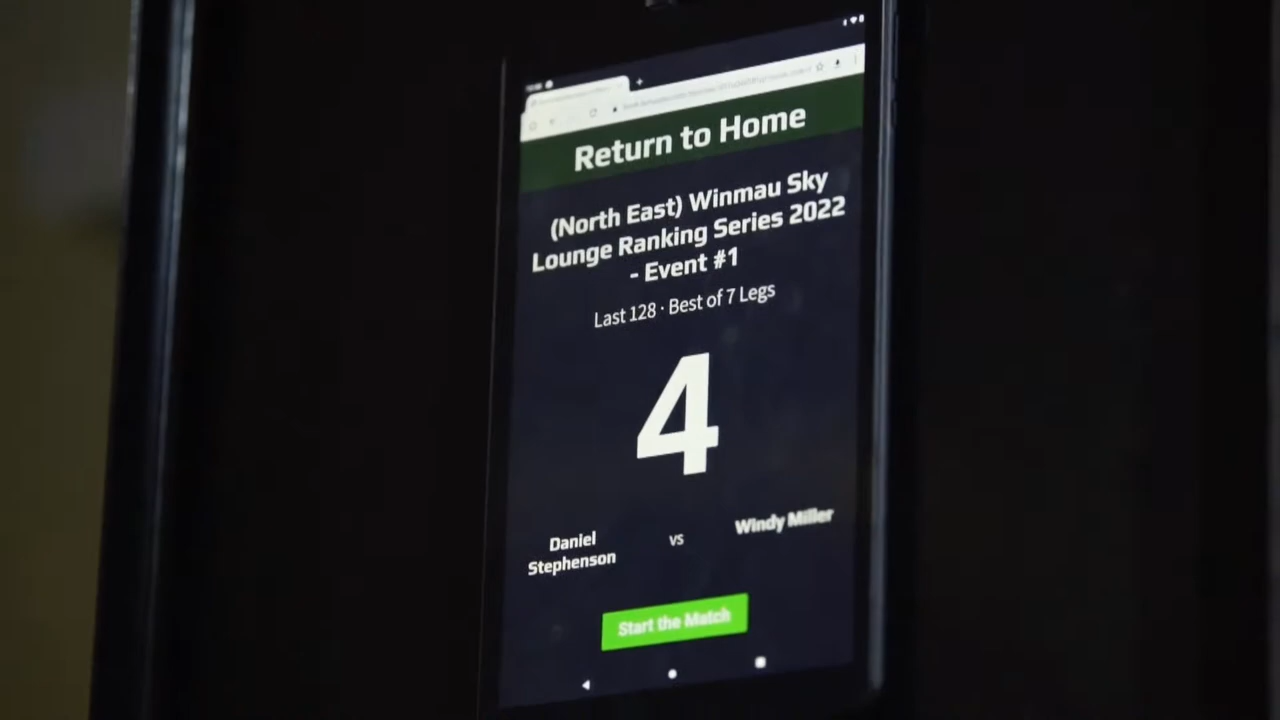 Return to Home
(North East) Winmau Sky
Lounge Ranking Series 2022
- Event #1
Last 128 · Best of 7 Legs
4
Daniel
Stephenson
vs
Windy Miller
Start the Match